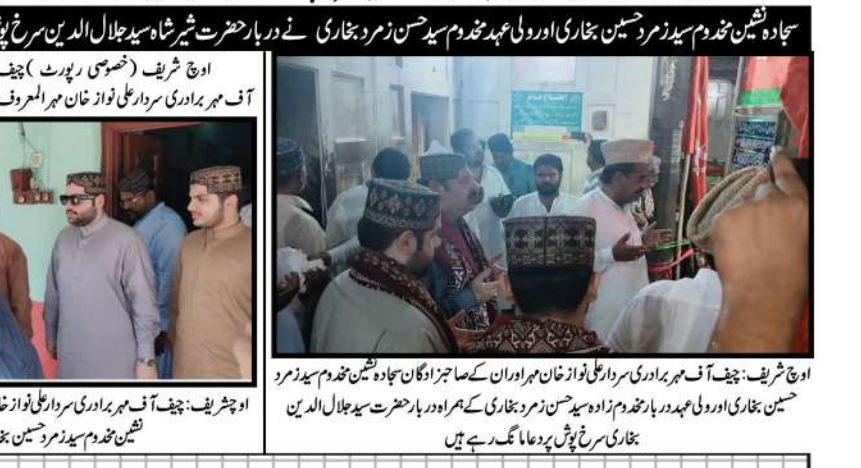 سجادہ نشین مخدوم سید زمرد حسین بخاری اور ولی عہد مخدوم سید حسن زمرد بخاری نے دربار حضرت شیر شاہ سید جلال الدین سرخ پو
اوچ شریف (خصوصی رپورٹ) چیف
آف مہر برادری سردار علی نواز خان مہر المعروف
اوچ شریف: چیف آف مہر برادری سردار علی نواز خان مہر اور ان کے صاحبزادگان سجادہ نشین مخدوم سید زمرد
حسین بخاری اور ولی عہد دربار مخدوم زادہ سید حسن زمرد بخاری کے ہمراہ دربار حضرت سید جلال الدین
بخاری سرخ پوش پر دعا مانگ رہے ہیں
اوچشریف: چیف آف مہر برادری سردار علی نواز خا
نشین مخدوم سید زمرد حسین بخ